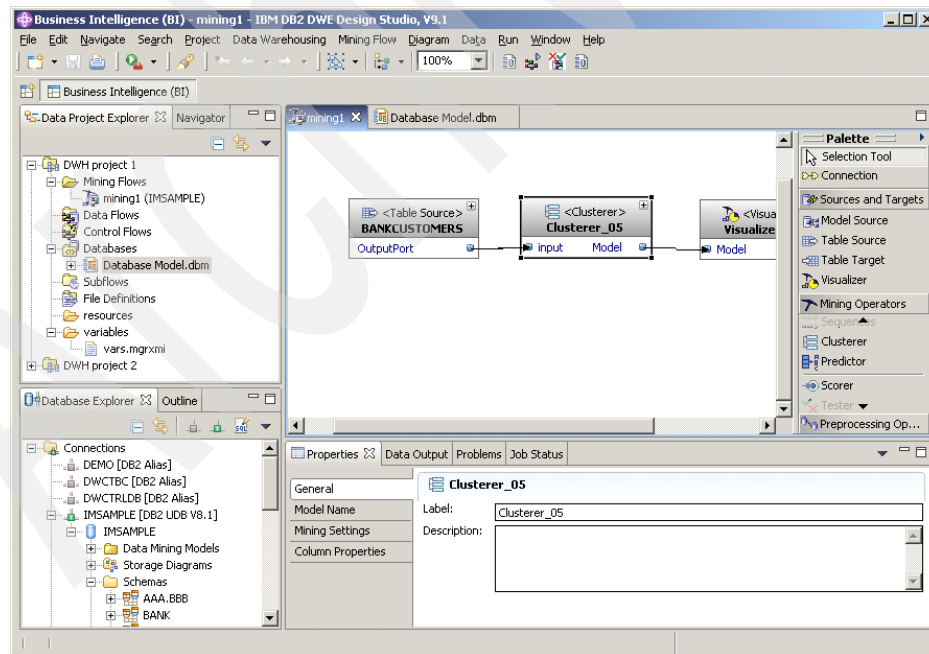 Business Intelligence (BI) - mining1 - IBM DB2 DWE Design Studio, V9.1
File Edit Navigate Search Project Data Warehousing Mining Flow Diagram Data Run Window Help
100%
Business Intelligence (BI)
Data Project Explorer Navigator
DWH project 1
Mining Flows
mining1 (IMSAMPLE)
Data Flows
Control Flows
Databases
Database Model.dbm
Subflows
File Definitions
resources
variables
vars.mgrxmi
DWH project 2
Database Explorer Outline
SQL
Connections
DEMO [DB2 Alias]
DWCTBC [DB2 Alias]
DWCTRLDB [DB2 Alias]
IMSAMPLE [DB2 UDB V8.1]
IMSAMPLE
Data Mining Models
Storage Diagrams
Schemas
AAA.BBB
BANK
mining1 Database Model.dbm
<Table Source>
BANKCUSTOMERS
OutputPort
<Clusterer>
Clusterer_05
input Model
<Visua
Visualize
Model
Palette
Selection Tool
Connection
Sources and Targets
Model Source
Table Source
Table Target
Visualizer
Mining Operators
Sequences
Clusterer
Predictor
Scorer
Tester
Preprocessing Op...
Properties Data Output Problems Job Status
General
Model Name
Mining Settings
Column Properties
Clusterer_05
Label: Clusterer_05
Description: